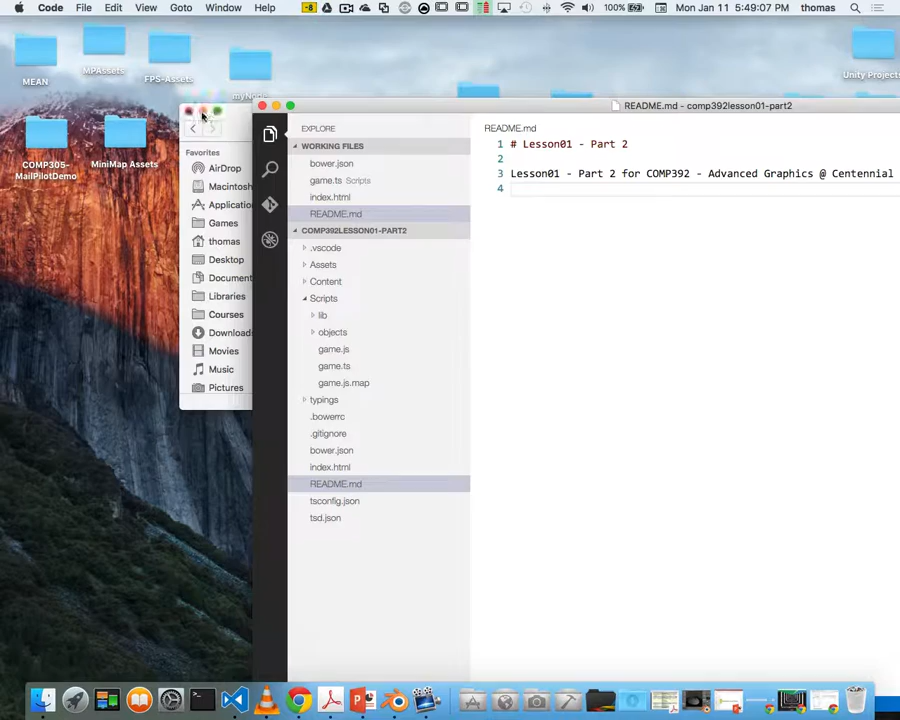 Code File Edit View Goto Window Help -8 100% Mon Jan 11 5:49:07 PM thomas
MEAN
MPAssets
FPS-Assets
Unity Projects
COMP305-
MailPilotDemo
MiniMap Assets
README.md - comp392lesson01-part2
Favorites
AirDrop
Macintosh
Applicatio
Games
thomas
Desktop
Document
Libraries
Courses
Downloads
Movies
Music
Pictures
EXPLORE
WORKING FILES
bower.json
game.ts Scripts
index.html
README.md
COMP392LESSON01-PART2
.vscode
Assets
Content
Scripts
lib
objects
game.js
game.ts
game.js.map
typings
.bowerrc
.gitignore
bower.json
index.html
README.md
tsconfig.json
tsd.json
README.md
1 # Lesson01 - Part 2
2
3 Lesson01 - Part 2 for COMP392 - Advanced Graphics @ Centennial
4